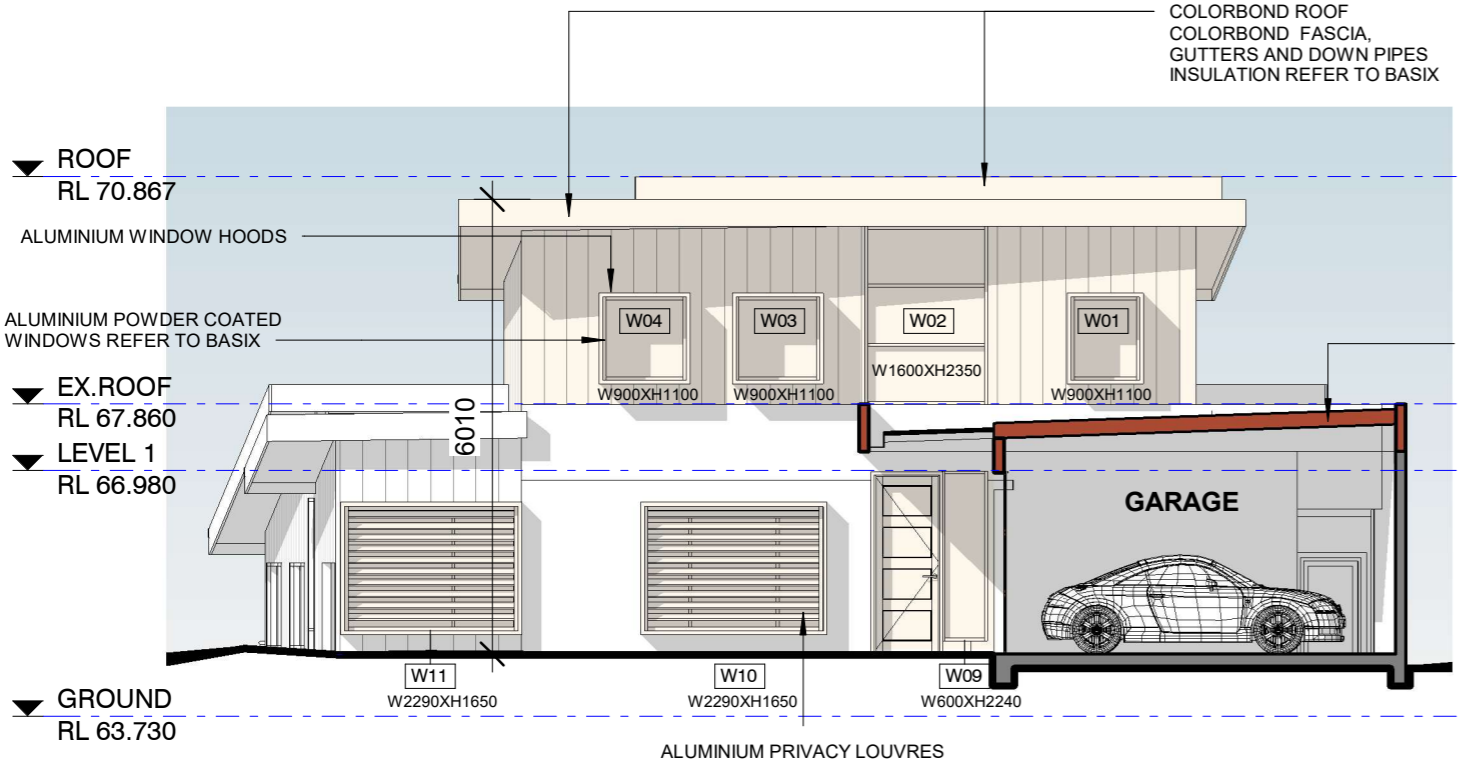 COLORBOND ROOF
COLORBOND FASCIA,
GUTTERS AND DOWN PIPES
INSULATION REFER TO BASIX
ROOF
RL 70.867
ALUMINIUM WINDOW HOODS
ALUMINIUM POWDER COATED
WINDOWS REFER TO BASIX
W04
W03
W02
W01
W1600XH2350
W900XH1100
W900XH1100
W900XH1100
EX.ROOF
RL 67.860
6010
LEVEL 1
RL 66.980
GARAGE
W11
W10
W09
W2290XH1650
W2290XH1650
W600XH2240
GROUND
RL 63.730
ALUMINIUM PRIVACY LOUVRES